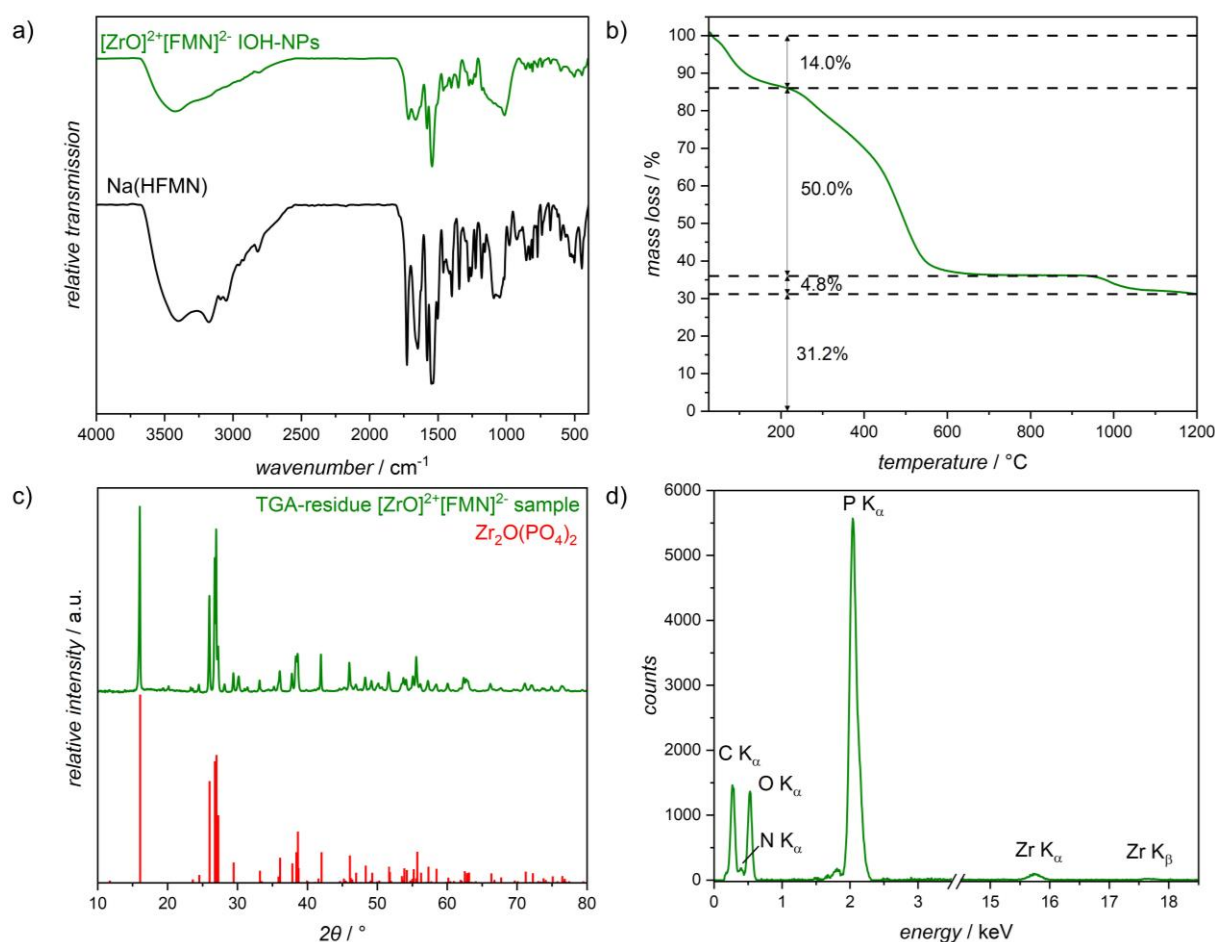 a)
[ZrO]²⁺[FMN]²⁻ IOH-NPs
Na(HFMN)
relative transmission
4000 3500 3000 2500 2000 1500 1000 500
wavenumber / cm⁻¹
b)
100
90
80
70
60
50
40
30
20
10
0
14.0%
50.0%
4.8%
31.2%
mass loss / %
200 400 600 800 1000 1200
temperature / °C
c)
TGA-residue [ZrO]²⁺[FMN]²⁻ sample
Zr₂O(PO₄)₂
relative intensity / a.u.
10 20 30 40 50 60 70 80
2θ / °
d)
6000
5000
4000
3000
2000
1000
0
P Kα
C Kα
O Kα
N Kα
Zr Kα
Zr Kβ
counts
0 1 2 3 15 16 17 18
energy / keV